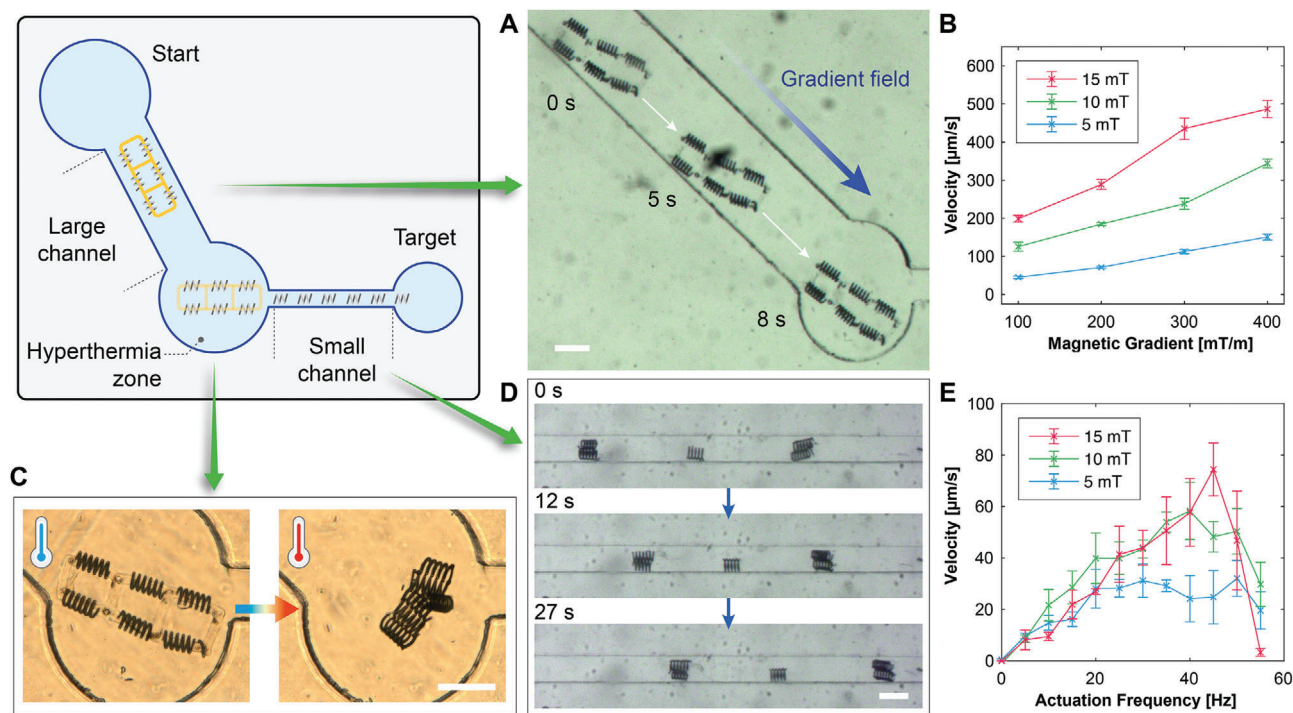 Start
Large
channel
Hyperthermia
zone
Small
channel
Target
A
Gradient field
0 s
5 s
8 s
B
Velocity [µm/s]
600
500
400
300
200
100
0
15 mT
10 mT
5 mT
100
200
300
400
Magnetic Gradient [mT/m]
C
D
0 s
12 s
27 s
E
Velocity [µm/s]
100
80
60
40
20
0
15 mT
10 mT
5 mT
0
20
40
60
Actuation Frequency [Hz]